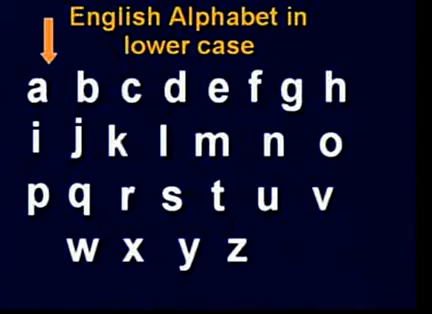 English Alphabet in
lower case
a b c d e f g h
i j k l m n o
p q r s t u v
w x y z